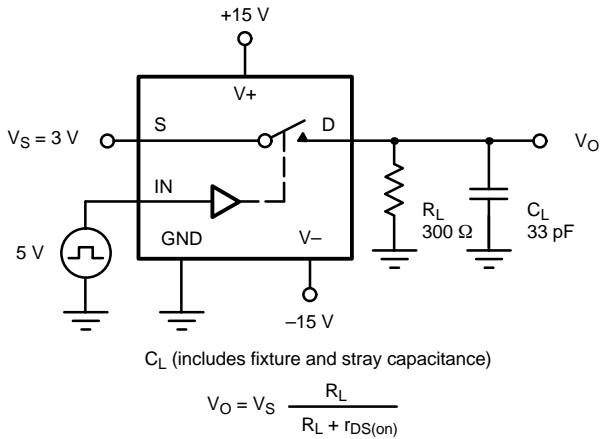 +15 V
V+
S
D
V_S = 3 V
V_O
IN
R_L
300 Ω
C_L
33 pF
GND
V–
5 V
–15 V
C_L (includes fixture and stray capacitance)
V_O = V_S R_L / R_L + r_DS(on)